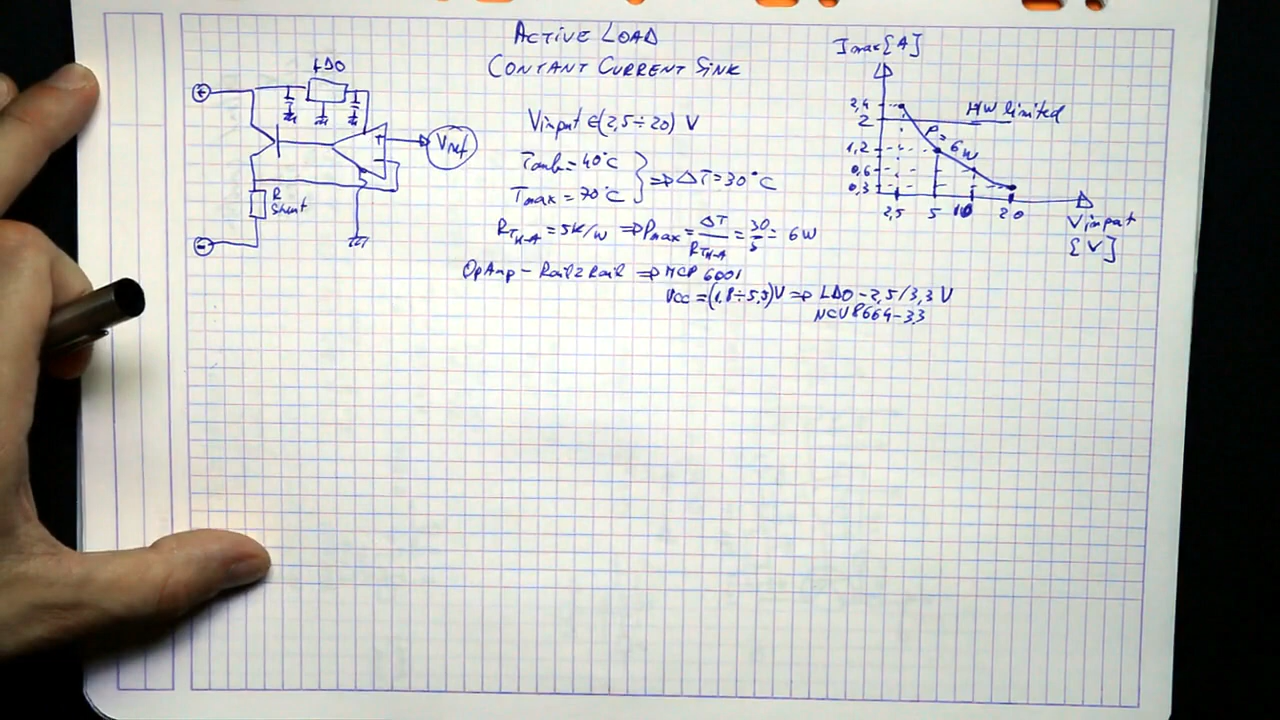 ACTIVE LOAD
CONTANT CURRENT SINK
LDO
+
Vref
R
Shunt
-
Vinput ∈ (2,5÷20) V
Tamb = 40°C
Tmax = 70°C
⇒ ΔT = 30°C
RTH-A = 5K/W ⇒ Pmax = ΔT/RTH-A = 30/5 = 6W
OpAmp - Rail2Rail ⇒ MCP 6001
VCC = (1,8÷5,5)V ⇒ LDO - 2,5/3,3 V
NCV8664-33
Imax[A]
2,4
2
1,2
0,6
0,3
HW limited
P = 6W
2,5 5 10 20
Vinput
[V]